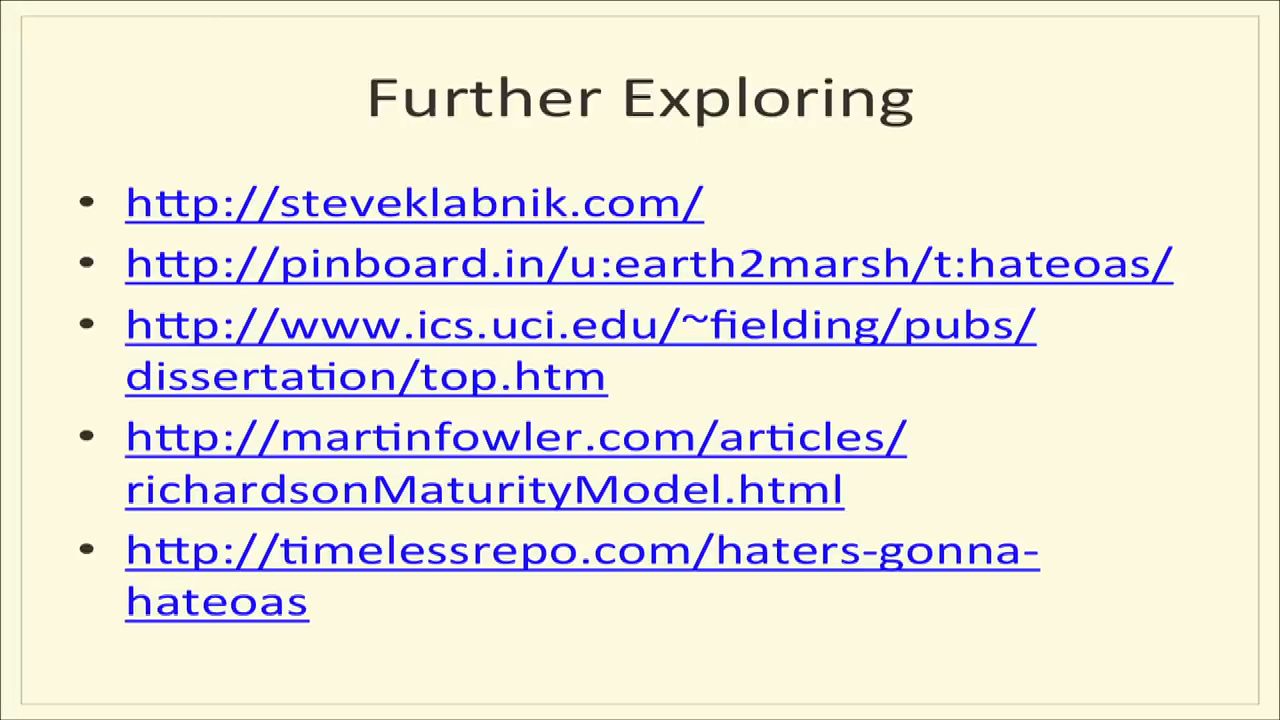 Further Exploring
• http://steveklabnik.com/
• http://pinboard.in/u:earth2marsh/t:hateoas/
• http://www.ics.uci.edu/~fielding/pubs/
dissertation/top.htm
• http://martinfowler.com/articles/
richardsonMaturityModel.html
• http://timelessrepo.com/haters-gonna-
hateoas